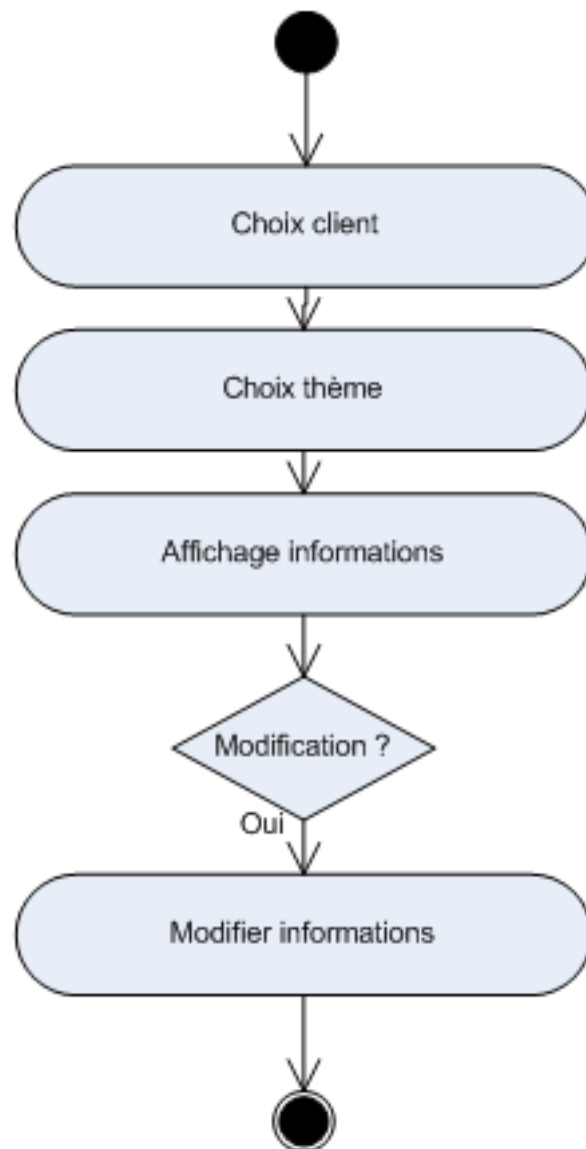 Choix client
Choix thème
Affichage informations
Modification ?
Oui
Modifier informations